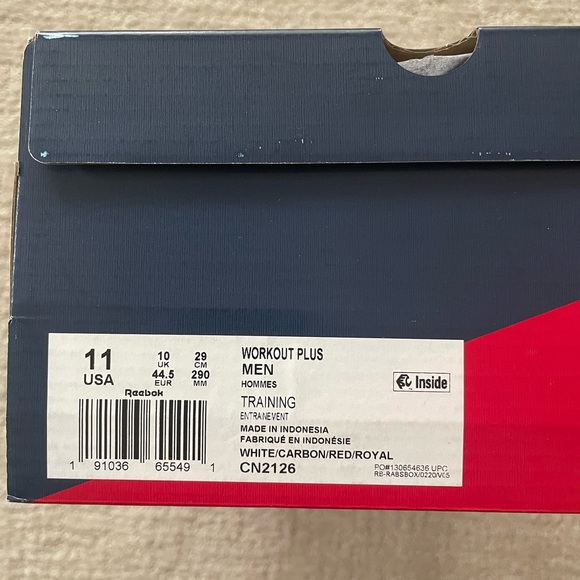 11 10 29
USA UK CM
44.5 290
EUR MM
Reebok
1 91036 65549 1
WORKOUT PLUS
MEN
HOMMES
TRAINING
ENTRAINEMENT
MADE IN INDONESIA
FABRIQUÉ EN INDONÉSIE
WHITE/CARBON/RED/ROYAL
CN2126
Inside
PO#130654636 UPC
RB-RABSBOX/0220/V05